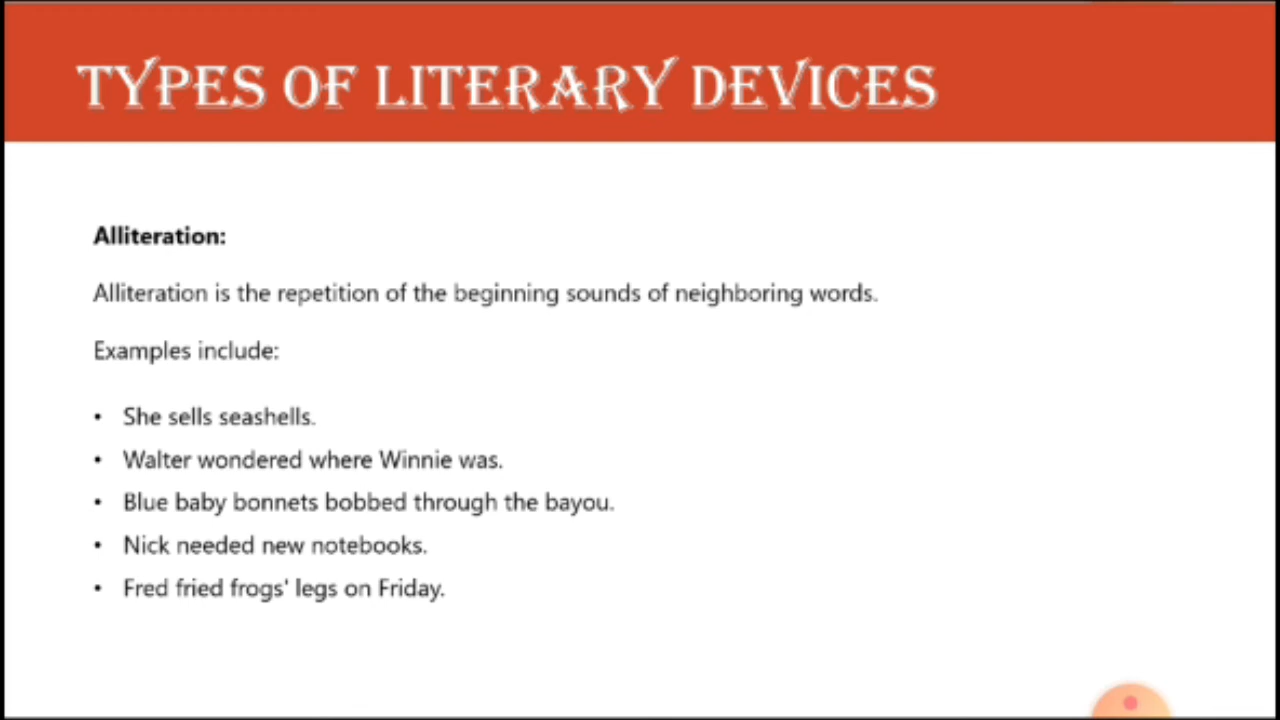 TYPES OF LITERARY DEVICES
Alliteration:
Alliteration is the repetition of the beginning sounds of neighboring words.
Examples include:
• She sells seashells.
• Walter wondered where Winnie was.
• Blue baby bonnets bobbed through the bayou.
• Nick needed new notebooks.
• Fred fried frogs' legs on Friday.